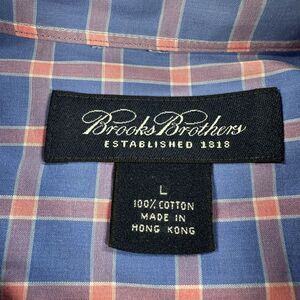 Brooks Brothers
ESTABLISHED 1818
L
100% COTTON
MADE IN
HONG KONG